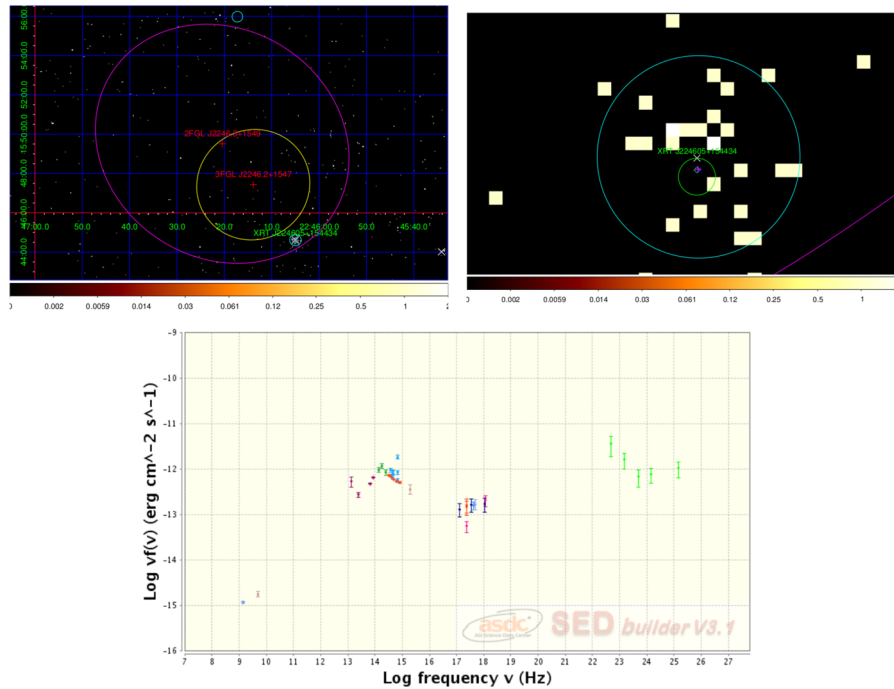 56:00.0
54:00.0
52:00.0
15:50:00.0
48:00.0
46:00.0
44:00.0
2FGL J2246.2+1549
3FGL J2246.2+1547
47:00.0 50.0 40.0 30.0 20.0 10.0 22:46:00.0 50.0 45:40.0
XRT J224605+154434
0 0.002 0.0059 0.014 0.03 0.061 0.12 0.25 0.5 1 2
XRT J224605+154434
0 0.002 0.0059 0.014 0.03 0.061 0.12 0.25 0.5 1
Log νf(ν) (erg cm^-2 s^-1)
-9
-10
-11
-12
-13
-14
-15
-16
asdc
ASI Science Data Center
SED builder V3.1
7 8 9 10 11 12 13 14 15 16 17 18 19 20 21 22 23 24 25 26 27
Log frequency ν (Hz)